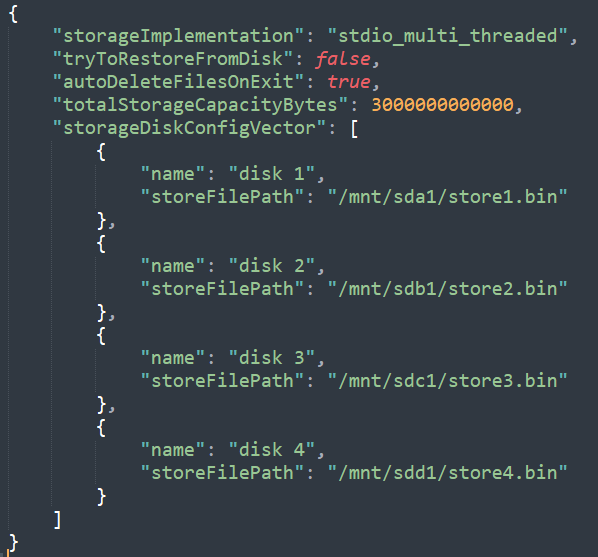 {
    "storageImplementation": "stdio_multi_threaded",
    "tryToRestoreFromDisk": false,
    "autoDeleteFilesOnExit": true,
    "totalStorageCapacityBytes": 3000000000000,
    "storageDiskConfigVector": [
        {
            "name": "disk 1",
            "storeFilePath": "/mnt/sda1/store1.bin"
        },
        {
            "name": "disk 2",
            "storeFilePath": "/mnt/sdb1/store2.bin"
        },
        {
            "name": "disk 3",
            "storeFilePath": "/mnt/sdc1/store3.bin"
        },
        {
            "name": "disk 4",
            "storeFilePath": "/mnt/sdd1/store4.bin"
        }
    ]
}